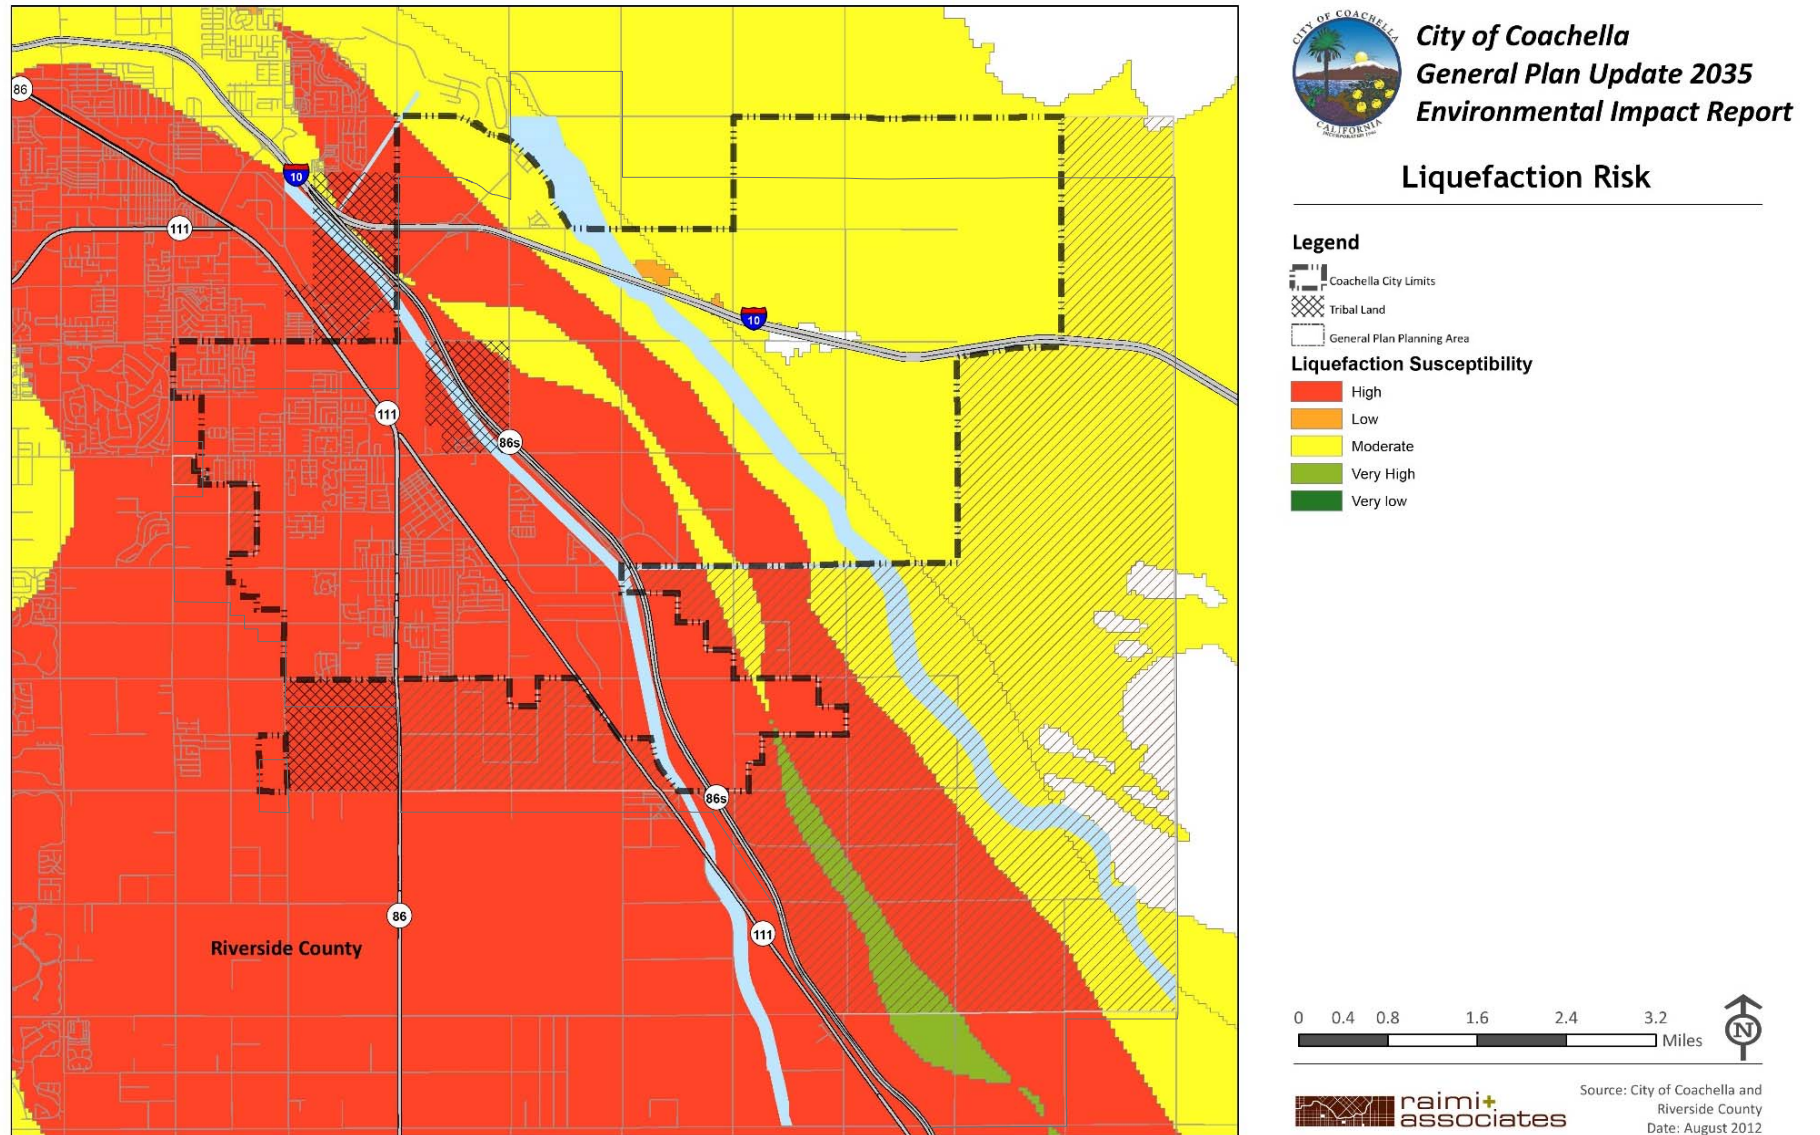 86
10
111
10
111
86s
86s
86
111
Riverside County
CITY OF COACHELLA
CALIFORNIA
City of Coachella
General Plan Update 2035
Environmental Impact Report
Liquefaction Risk
Legend
Coachella City Limits
Tribal Land
General Plan Planning Area
Liquefaction Susceptibility
High
Low
Moderate
Very High
Very low
0 0.4 0.8 1.6 2.4 3.2
Miles
N
raimi+
associates
Source: City of Coachella and
Riverside County
Date: August 2012